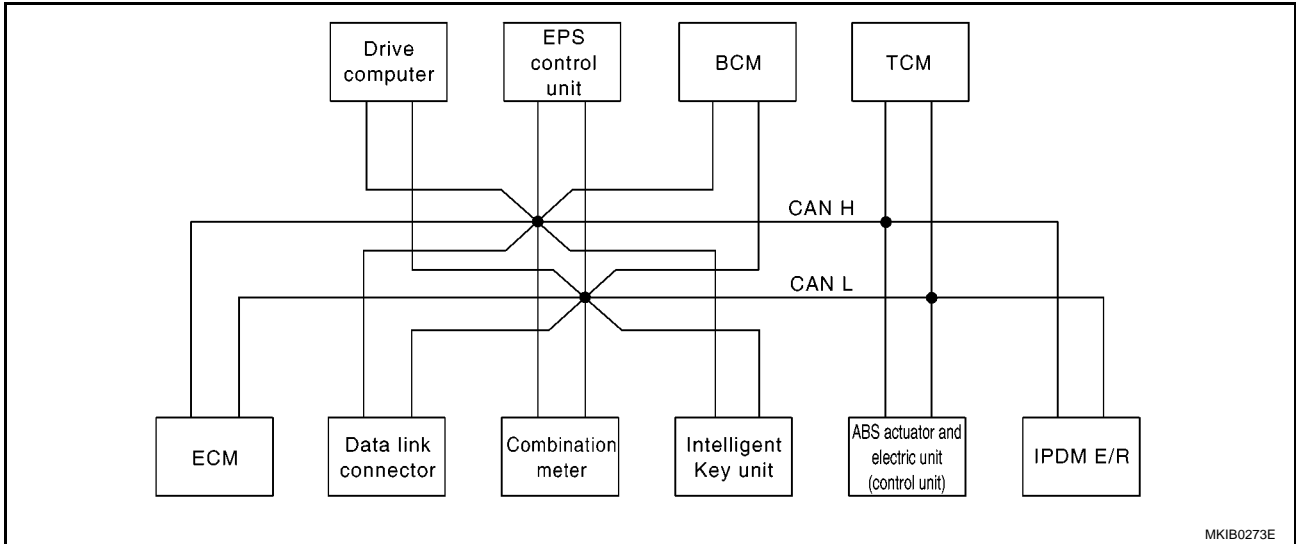 Drive
computer
EPS
control
unit
BCM
TCM
CAN H
CAN L
ECM
Data link
connector
Combination
meter
Intelligent
Key unit
ABS actuator and
electric unit
(control unit)
IPDM E/R
MKIB0273E